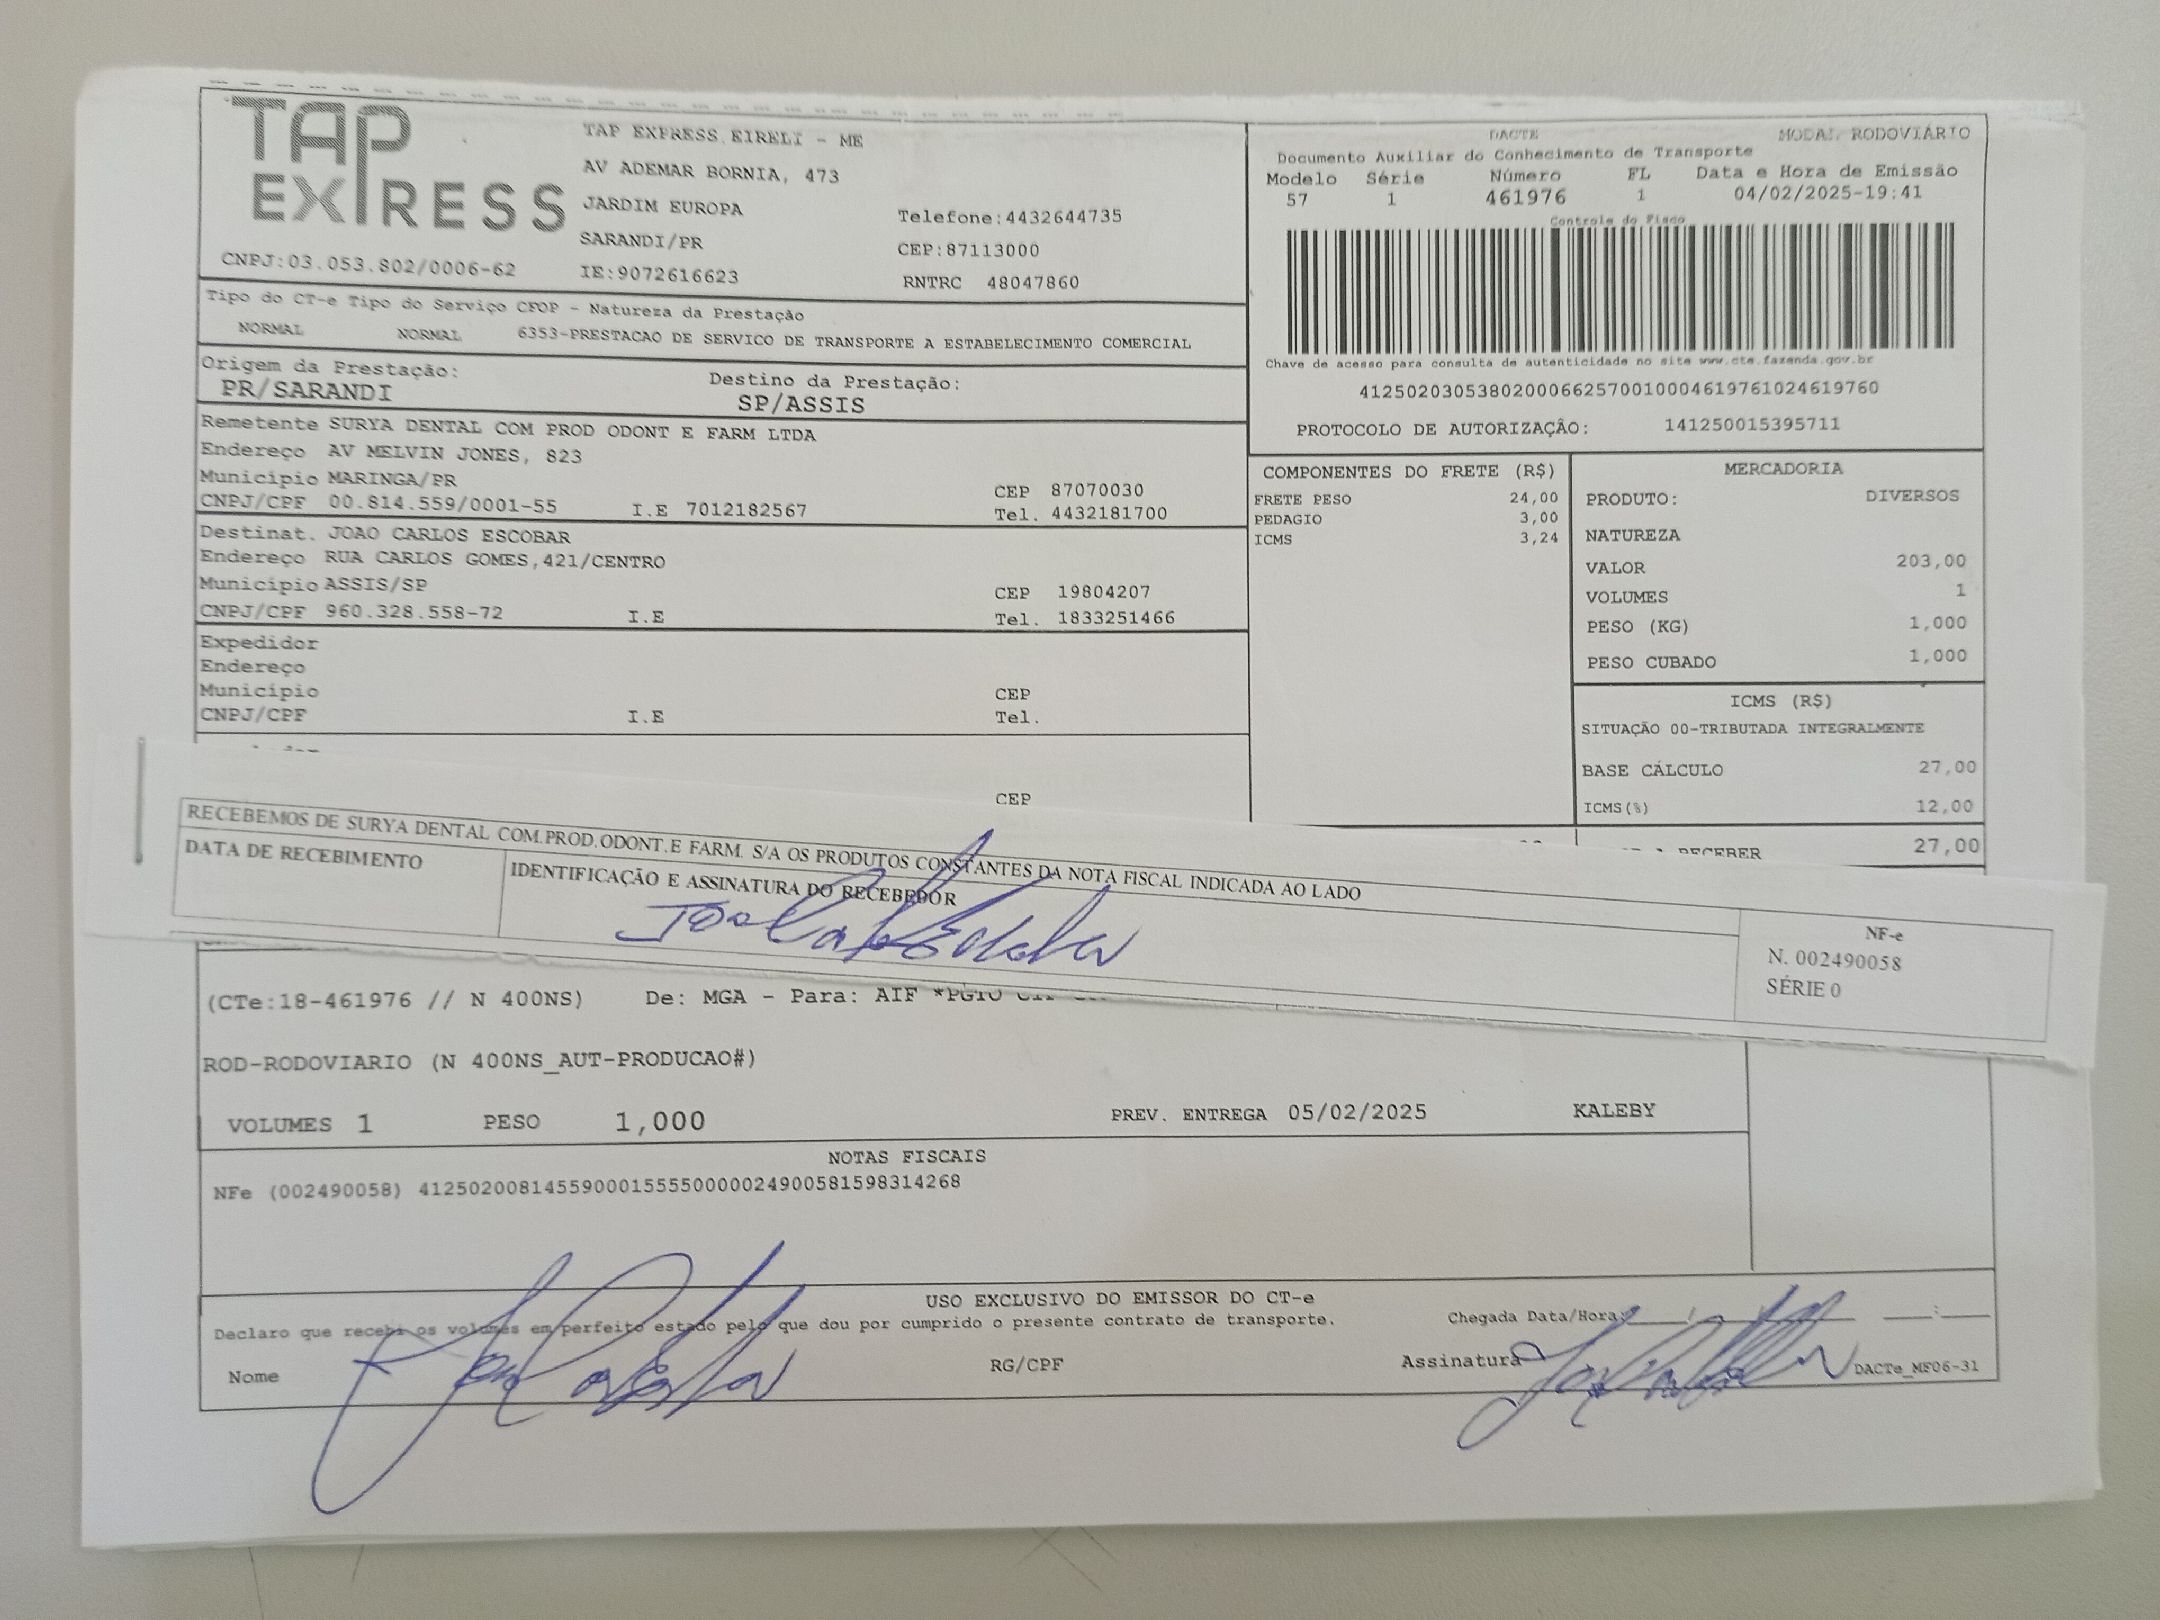 TAP EXPRESS
CNPJ:03.053.802/0006-62
TAP EXPRESS EIRELI - ME
AV ADEMAR BORNIA, 473
JARDIM EUROPA
SARANDI/PR
IE:9072616623
Telefone:4432644735
CEP:87113000
RNTRC 48047860
DACTE MODAL RODOVIÁRIO
Documento Auxiliar do Conhecimento de Transporte
Modelo Série Número FL Data e Hora de Emissão
57 1 461976 1 04/02/2025-19:41
Controle do Fisco
Chave de acesso para consulta de autenticidade no site www.cte.fazenda.gov.br
41250203053802000662570010004619761024619760
PROTOCOLO DE AUTORIZAÇÂO: 141250015395711
Tipo do CT-e Tipo do Serviço CFOP - Natureza da Prestação
NORMAL NORMAL 6353-PRESTACAO DE SERVICO DE TRANSPORTE A ESTABELECIMENTO COMERCIAL
Origem da Prestação: Destino da Prestação:
PR/SARANDI SP/ASSIS
Remetente SURYA DENTAL COM PROD ODONT E FARM LTDA
Endereço AV MELVIN JONES, 823
Município MARINGA/PR CEP 87070030
CNPJ/CPF 00.814.559/0001-55 I.E 7012182567 Tel. 4432181700
Destinat. JOAO CARLOS ESCOBAR
Endereço RUA CARLOS GOMES,421/CENTRO
Município ASSIS/SP CEP 19804207
CNPJ/CPF 960.328.558-72 I.E Tel. 1833251466
Expedidor
Endereço
Município CEP
CNPJ/CPF I.E Tel.
CEP
COMPONENTES DO FRETE (R$)
FRETE PESO 24,00
PEDAGIO 3,00
ICMS 3,24
MERCADORIA
PRODUTO: DIVERSOS
NATUREZA
VALOR 203,00
VOLUMES 1
PESO (KG) 1,000
PESO CUBADO 1,000
ICMS (R$)
SITUAÇÃO 00-TRIBUTADA INTEGRALMENTE
BASE CÁLCULO 27,00
ICMS(%) 12,00
RECEBER 27,00
RECEBEMOS DE SURYA DENTAL COM.PROD.ODONT.E FARM. S/A OS PRODUTOS CONSTANTES DA NOTA FISCAL INDICADA AO LADO
DATA DE RECEBIMENTO IDENTIFICAÇÃO E ASSINATURA DO RECEBEDOR
NF-e
N. 002490058
SÉRIE 0
(CTe:18-461976 // N 400NS) De: MGA - Para: AIF *PGTO
ROD-RODOVIARIO (N 400NS_AUT-PRODUCAO#)
VOLUMES 1 PESO 1,000 PREV. ENTREGA 05/02/2025 KALEBY
NOTAS FISCAIS
NFe (002490058) 41250200814559000155550000024900581598314268
USO EXCLUSIVO DO EMISSOR DO CT-e
Declaro que recebi os volumes em perfeito estado pelo que dou por cumprido o presente contrato de transporte. Chegada Data/Hora:
Nome RG/CPF Assinatura DACTe_MF06-31